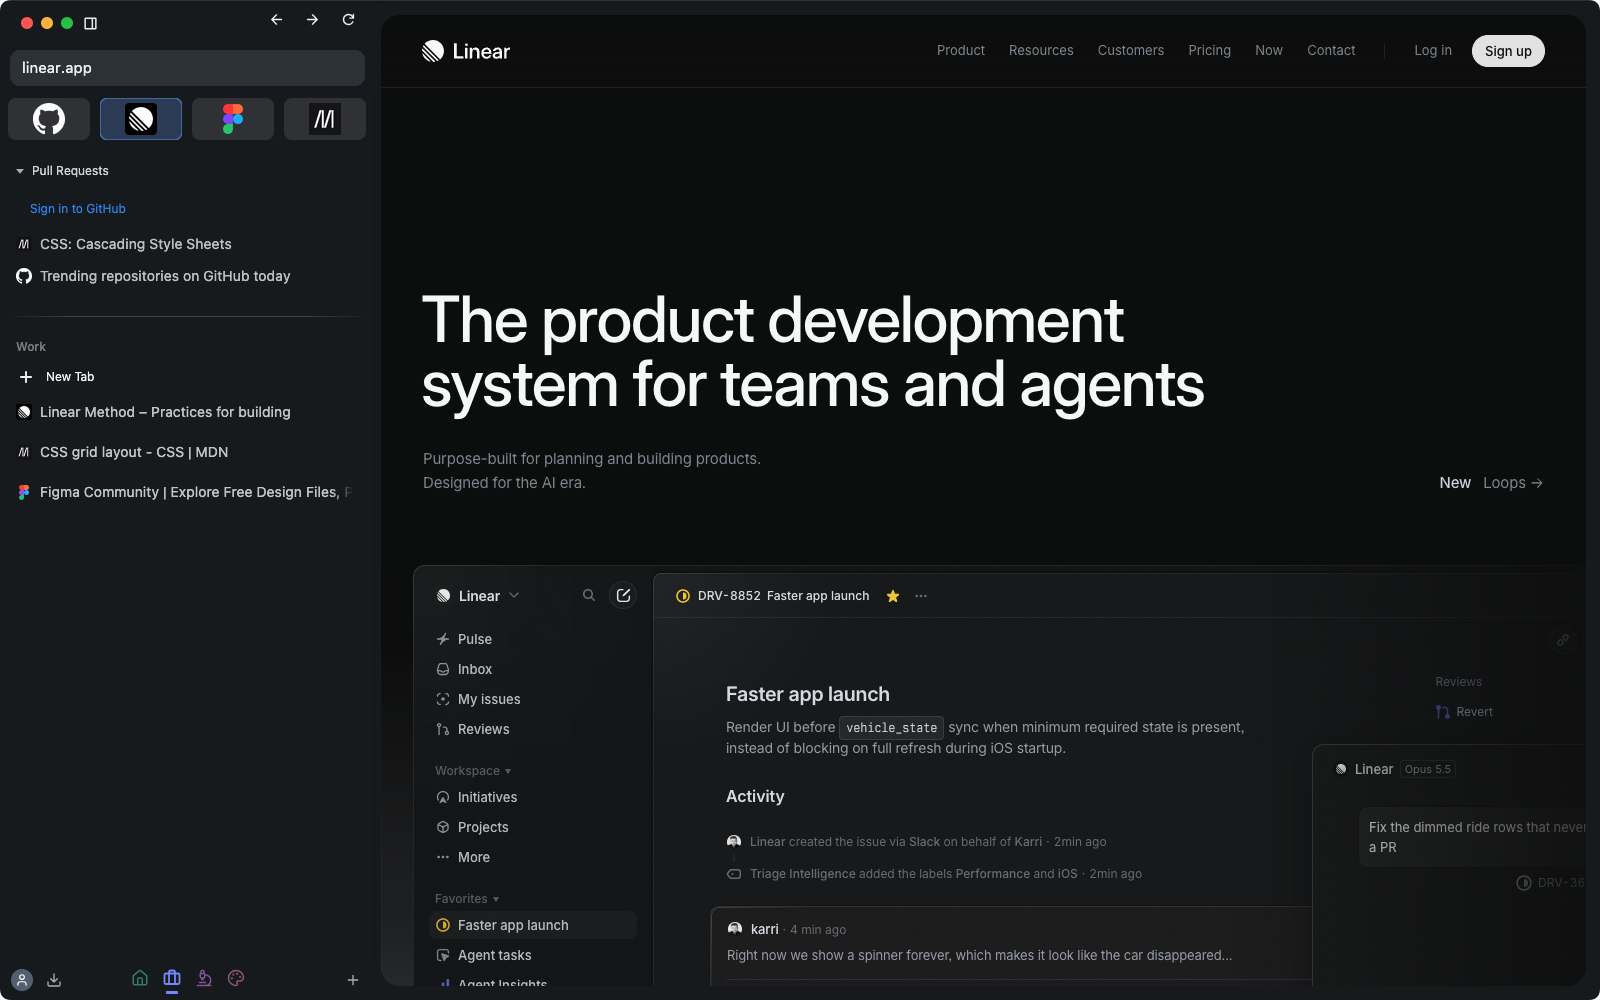 linear.app
Pull Requests
Sign in to GitHub
CSS: Cascading Style Sheets
Trending repositories on GitHub today
Work
New Tab
Linear Method – Practices for building
CSS grid layout - CSS | MDN
Figma Community | Explore Free Design Files, P
Linear
Product Resources Customers Pricing Now Contact Log in Sign up
The product development
system for teams and agents
Purpose-built for planning and building products.
Designed for the AI era.
New Loops →
Linear
Pulse
Inbox
My issues
Reviews
Workspace
Initiatives
Projects
More
Favorites
Faster app launch
Agent tasks
Agent Insights
DRV-8852 Faster app launch
Faster app launch
Render UI before vehicle_state sync when minimum required state is present,
instead of blocking on full refresh during iOS startup.
Activity
Linear created the issue via Slack on behalf of Karri · 2min ago
Triage Intelligence added the labels Performance and iOS · 2min ago
karri · 4 min ago
Right now we show a spinner forever, which makes it look like the car disappeared...
Reviews
Revert
Linear Opus 5.5
Fix the dimmed ride rows that never
a PR
DRV-36